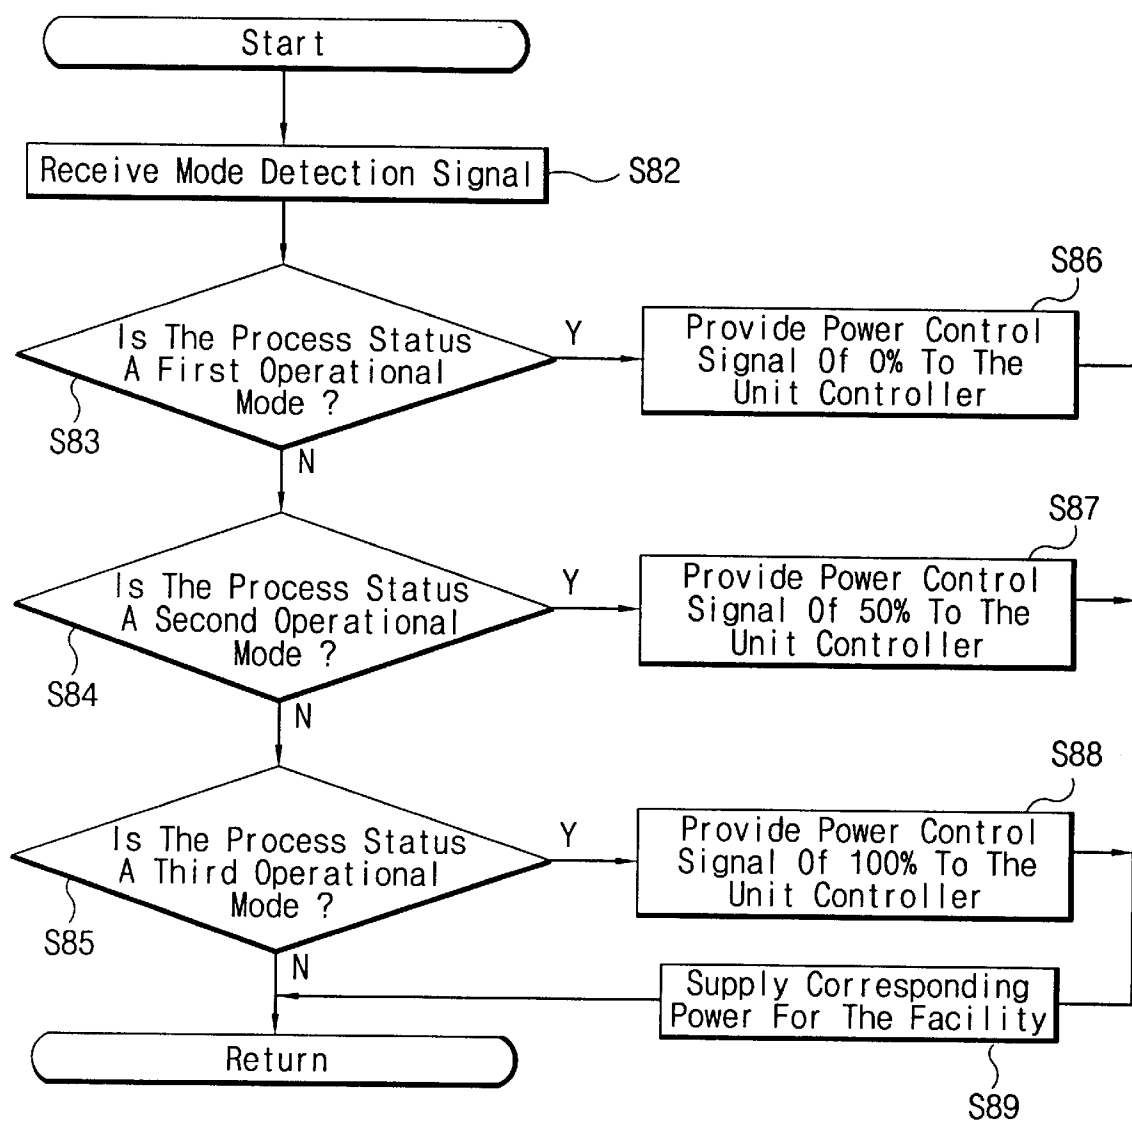 Start
Receive Mode Detection Signal
S82
Is The Process Status
A First Operational
Mode ?
S83
Y
N
Provide Power Control
Signal Of 0% To The
Unit Controller
S86
Is The Process Status
A Second Operational
Mode ?
S84
Y
N
Provide Power Control
Signal Of 50% To The
Unit Controller
S87
Is The Process Status
A Third Operational
Mode ?
S85
Y
N
Provide Power Control
Signal Of 100% To The
Unit Controller
S88
Supply Corresponding
Power For The Facility
S89
Return